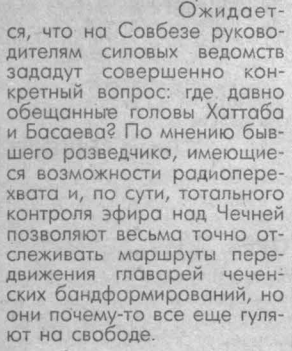 Ожидает-
ся, что на Совбезе руково-
дителям силовых ведомств
зададут совершенно кон-
кретный вопрос: где давно
обещанные головы Хаттаба
и Басаева? По мнению быв-
шего разведчика, имеющие-
ся возможности радиопере-
хвата и, по сути, тотального
контроля эфира над Чечней
позволяют весьма точно от-
слеживать маршруты пере-
движения главарей чечен-
ских бандформирований, но
они почему-то все еще гуля-
ют на свободе.